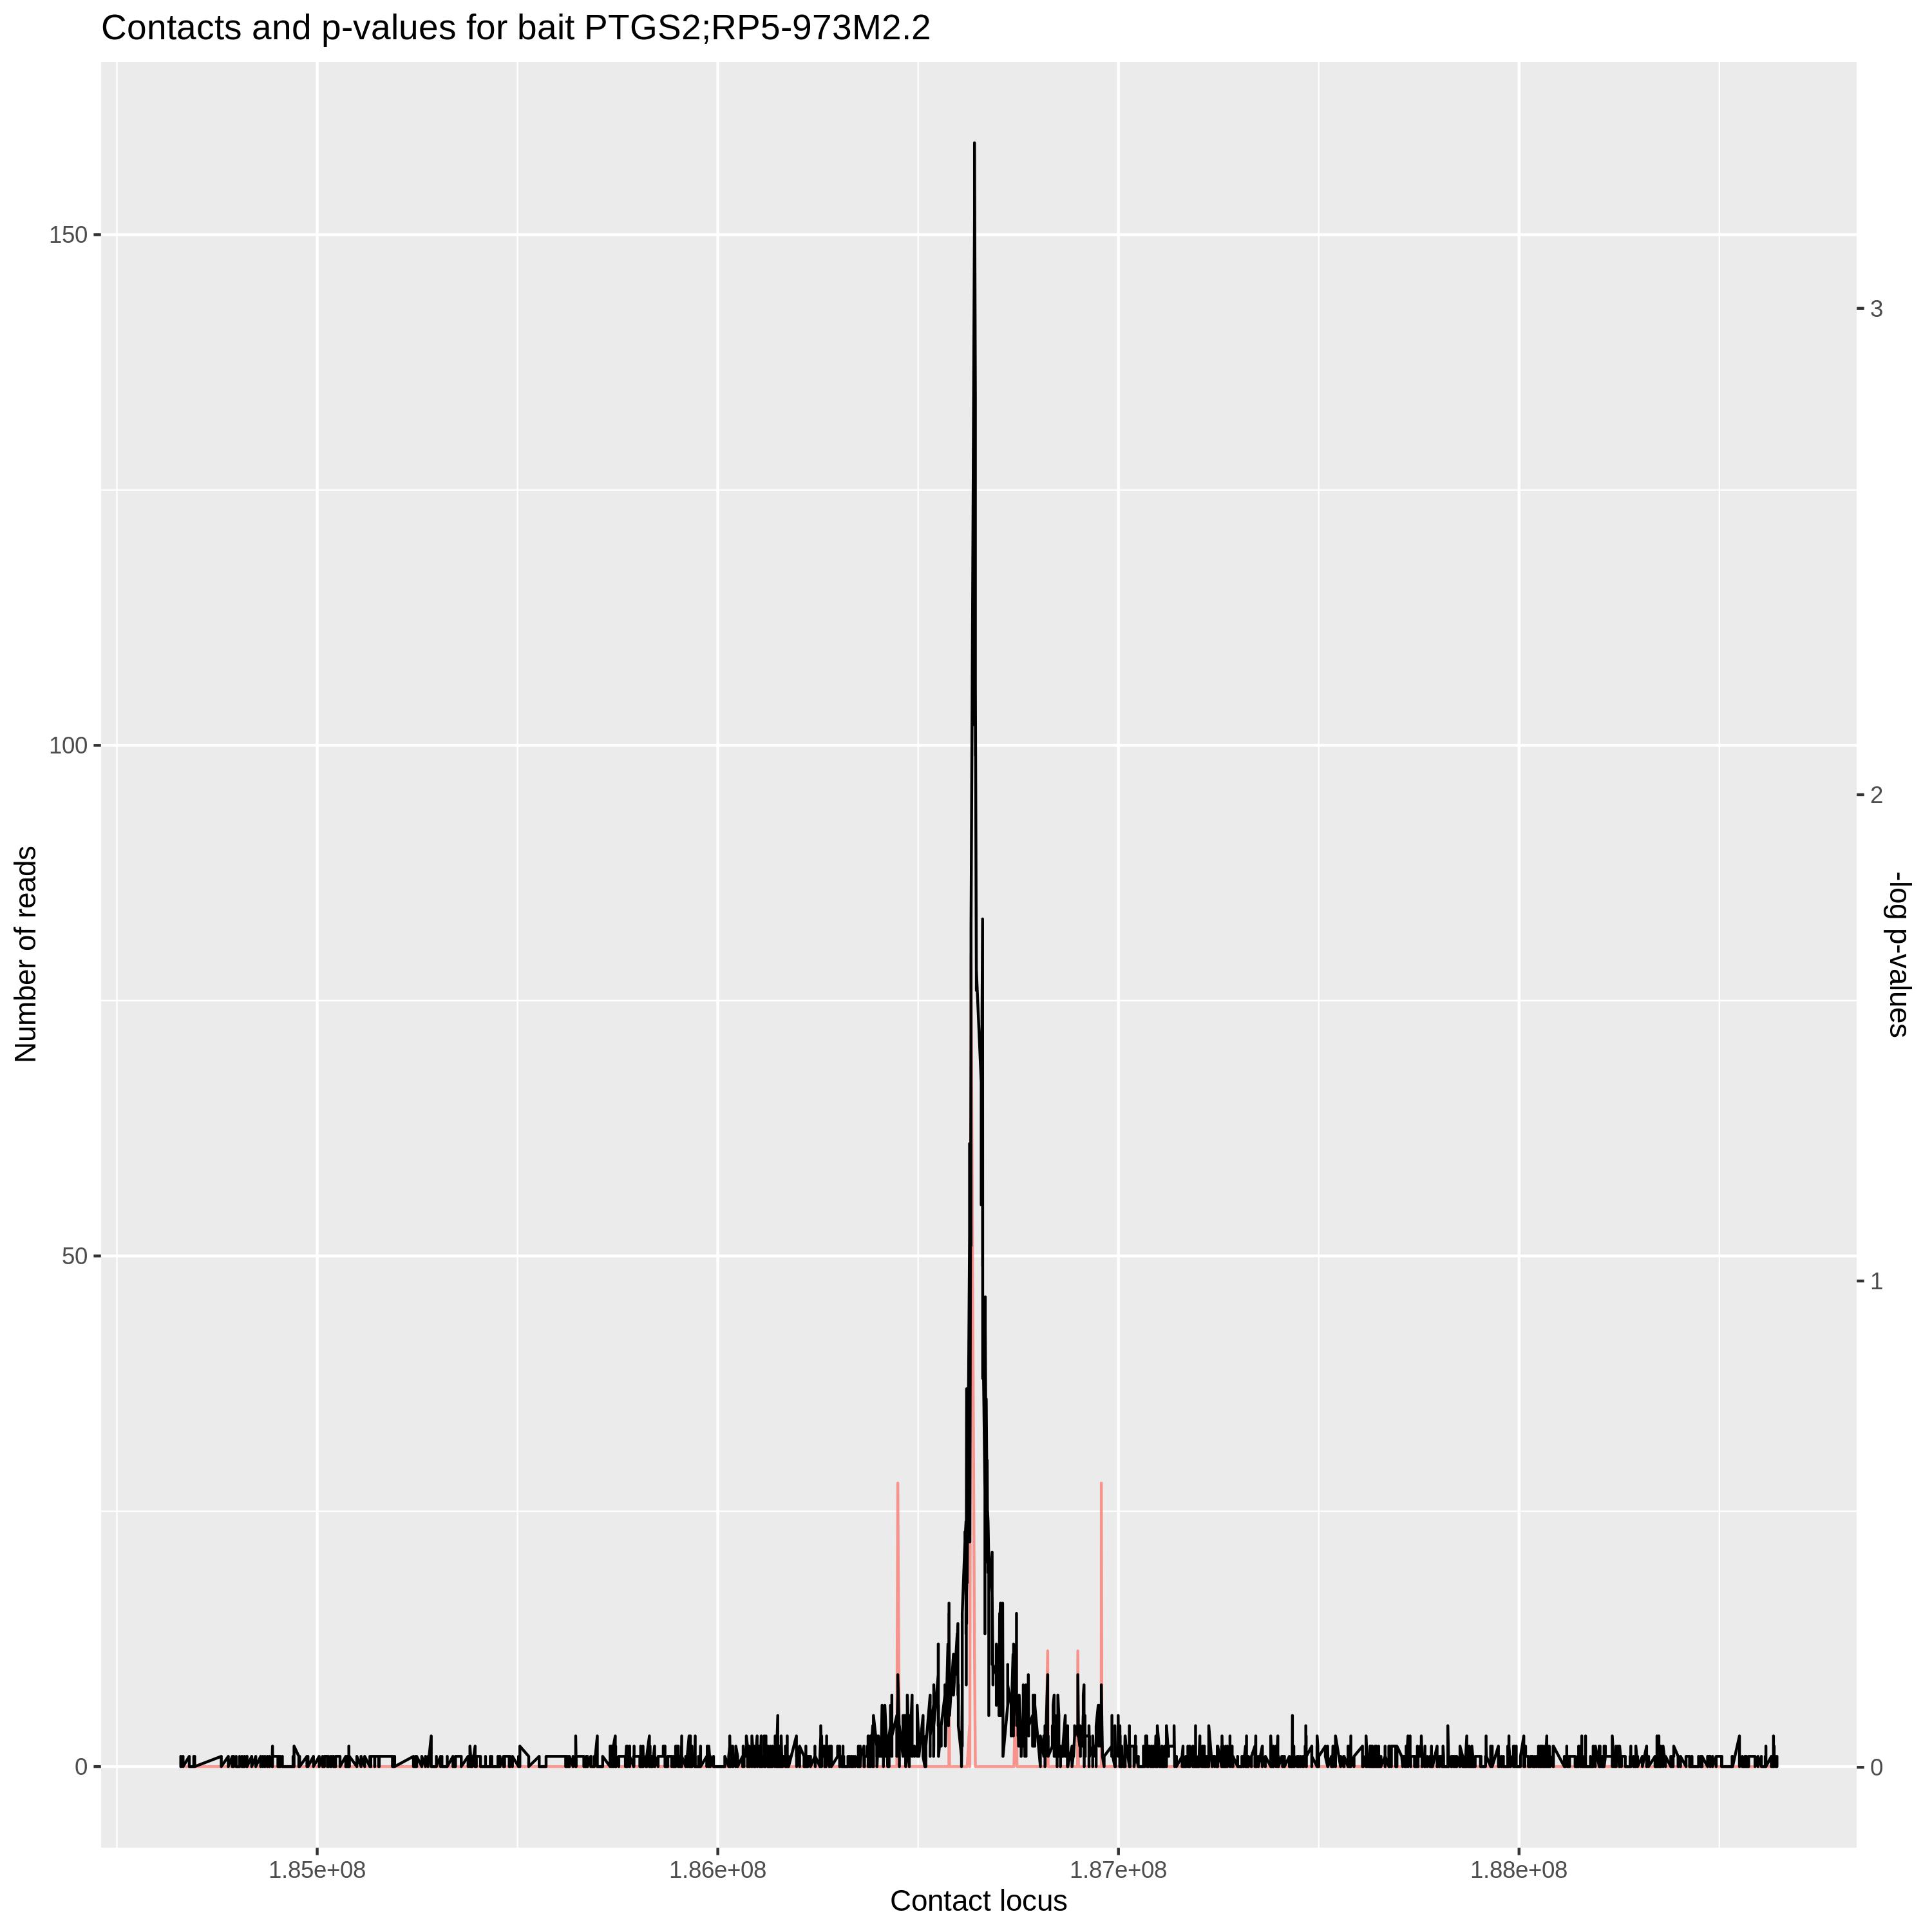 Contacts and p-values for bait PTGS2;RP5-973M2.2
150
100
50
0
Number of reads
3
2
1
0
-log p-values
1.85e+08
1.86e+08
1.87e+08
1.88e+08
Contact locus